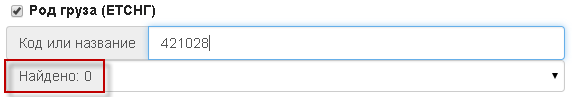 Род груза (ЕТСНГ)
Код или название 421028
Найдено: 0